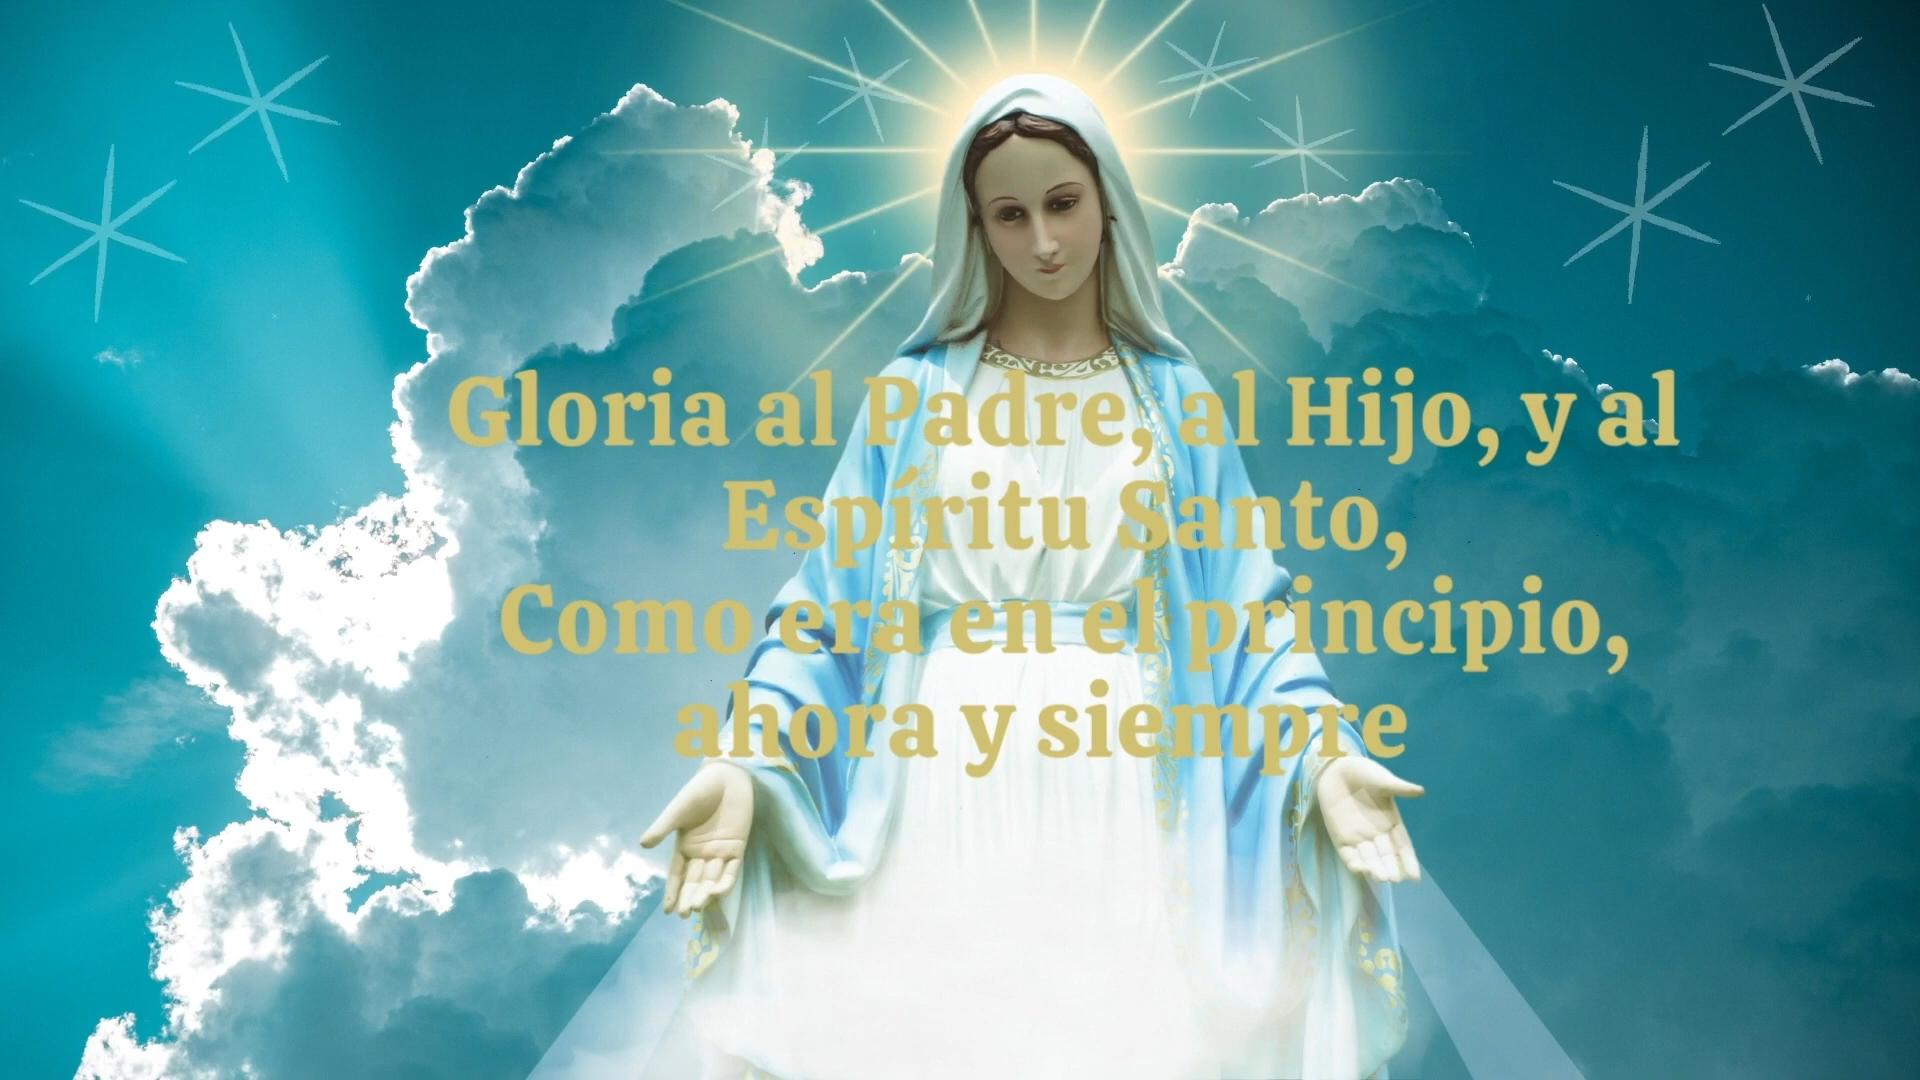 Gloria al Padre, al Hijo, y al
Espíritu Santo,
Como era en el principio,
ahora y siempre